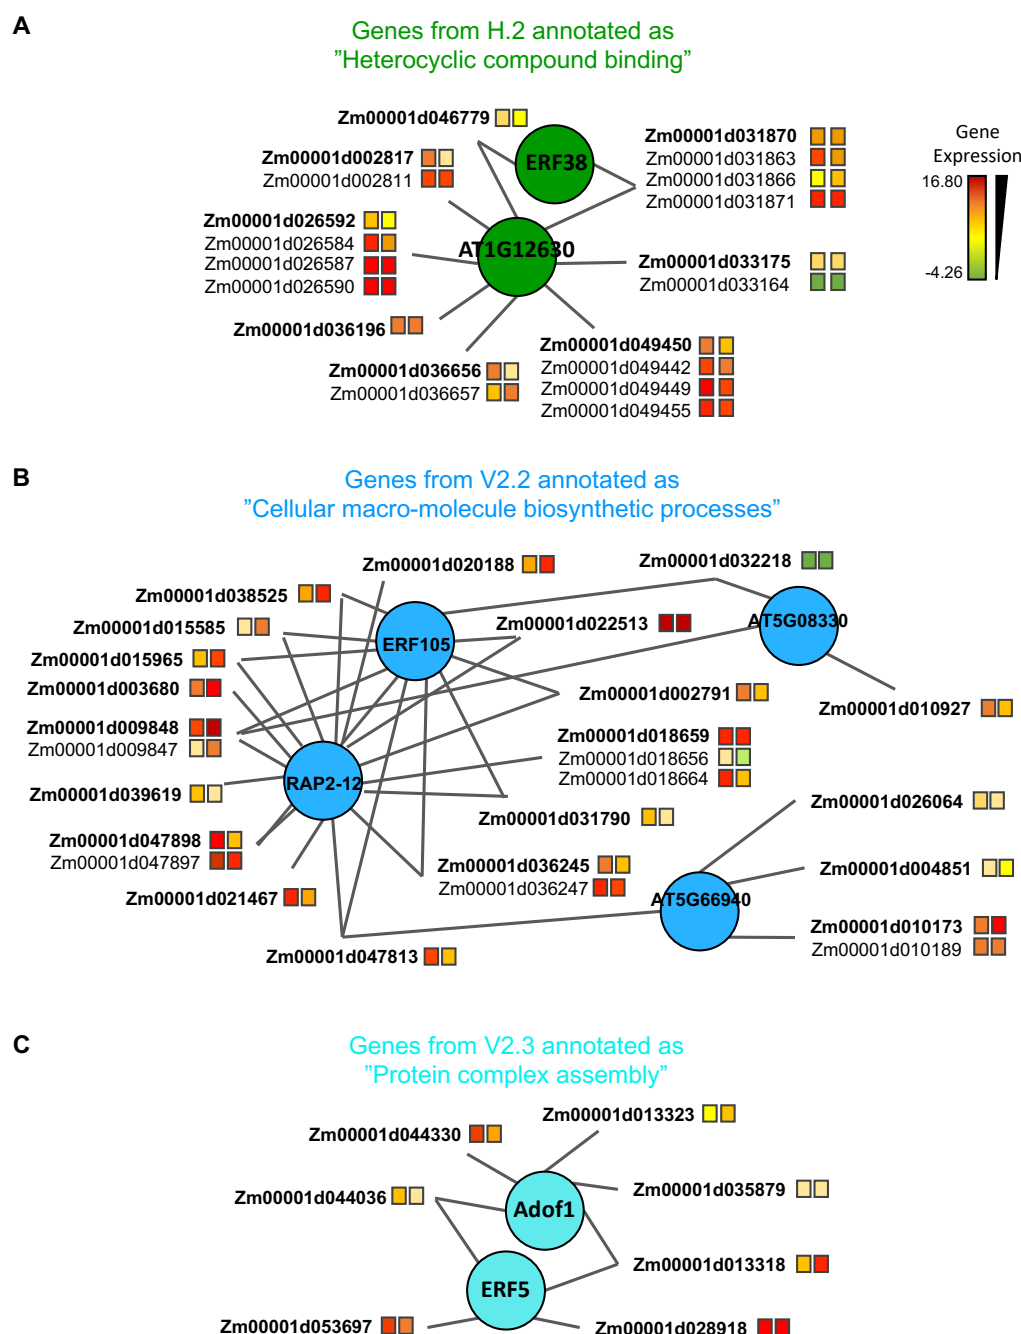 A
Genes from H.2 annotated as
”Heterocyclic compound binding”
Zm00001d046779
ERF38
Zm00001d002817
Zm00001d002811
Zm00001d031870
Zm00001d031863
Zm00001d031866
Zm00001d031871
Gene
Expression
16.80
-4.26
Zm00001d026592
Zm00001d026584
Zm00001d026587
Zm00001d026590
AT1G12630
Zm00001d033175
Zm00001d033164
Zm00001d036196
Zm00001d036656
Zm00001d036657
Zm00001d049450
Zm00001d049442
Zm00001d049449
Zm00001d049455
B
Genes from V2.2 annotated as
”Cellular macro-molecule biosynthetic processes”
Zm00001d020188
Zm00001d032218
Zm00001d038525
Zm00001d015585
Zm00001d015965
Zm00001d003680
Zm00001d009848
Zm00001d009847
ERF105
Zm00001d022513
AT5G08330
Zm00001d002791
Zm00001d010927
Zm00001d018659
Zm00001d018656
Zm00001d018664
RAP2-12
Zm00001d039619
Zm00001d031790
Zm00001d026064
Zm00001d047898
Zm00001d047897
Zm00001d036245
Zm00001d036247
Zm00001d004851
Zm00001d021467
AT5G66940
Zm00001d010173
Zm00001d010189
Zm00001d047813
C
Genes from V2.3 annotated as
”Protein complex assembly”
Zm00001d013323
Zm00001d044330
Zm00001d044036
Zm00001d035879
Adof1
Zm00001d013318
ERF5
Zm00001d053697
Zm00001d028918